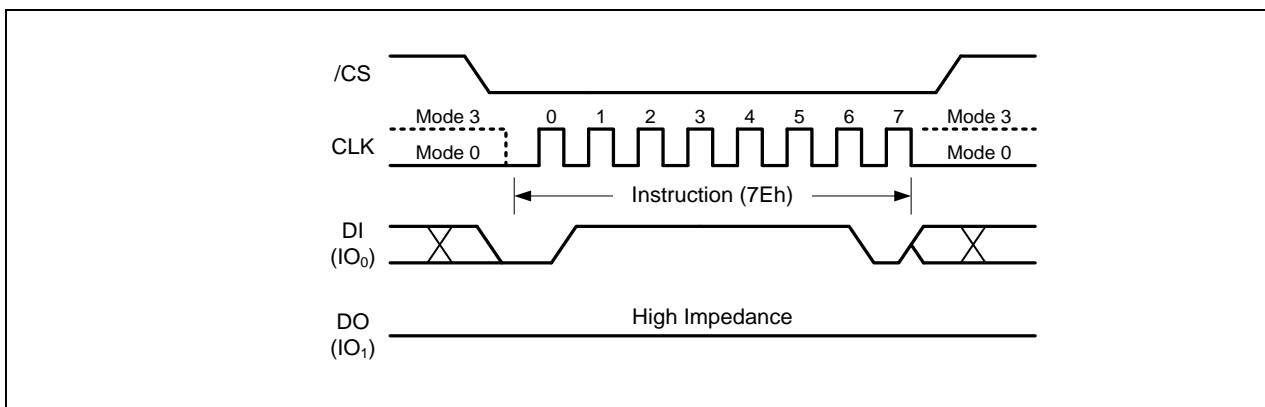 /CS
Mode 3 0 1 2 3 4 5 6 7 Mode 3
CLK
Mode 0 Mode 0
Instruction (7Eh)
DI
(IO₀)
High Impedance
DO
(IO₁)